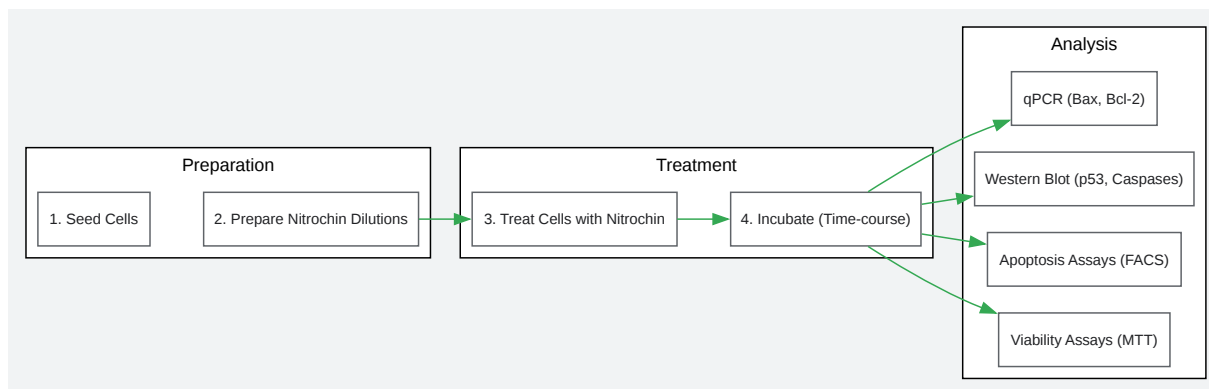 Preparation
1. Seed Cells
2. Prepare Nitrochin Dilutions
Treatment
3. Treat Cells with Nitrochin
4. Incubate (Time-course)
Analysis
qPCR (Bax, Bcl-2)
Western Blot (p53, Caspases)
Apoptosis Assays (FACS)
Viability Assays (MTT)